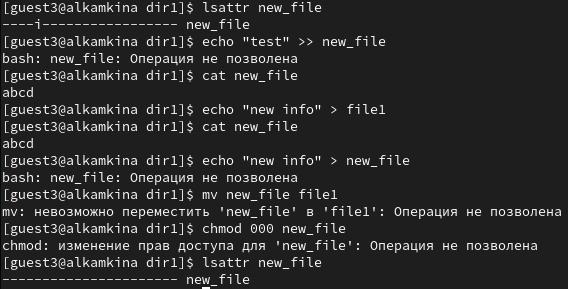 [guest3@alkamkina dir1]$ lsattr new_file
----i----------------- new_file
[guest3@alkamkina dir1]$ echo "test" >> new_file
bash: new_file: Операция не позволена
[guest3@alkamkina dir1]$ cat new_file
abcd
[guest3@alkamkina dir1]$ echo "new info" > file1
[guest3@alkamkina dir1]$ cat new_file
abcd
[guest3@alkamkina dir1]$ echo "new info" > new_file
bash: new_file: Операция не позволена
[guest3@alkamkina dir1]$ mv new_file file1
mv: невозможно переместить 'new_file' в 'file1': Операция не позволена
[guest3@alkamkina dir1]$ chmod 000 new_file
chmod: изменение прав доступа для 'new_file': Операция не позволена
[guest3@alkamkina dir1]$ lsattr new_file
---------------------- new_file